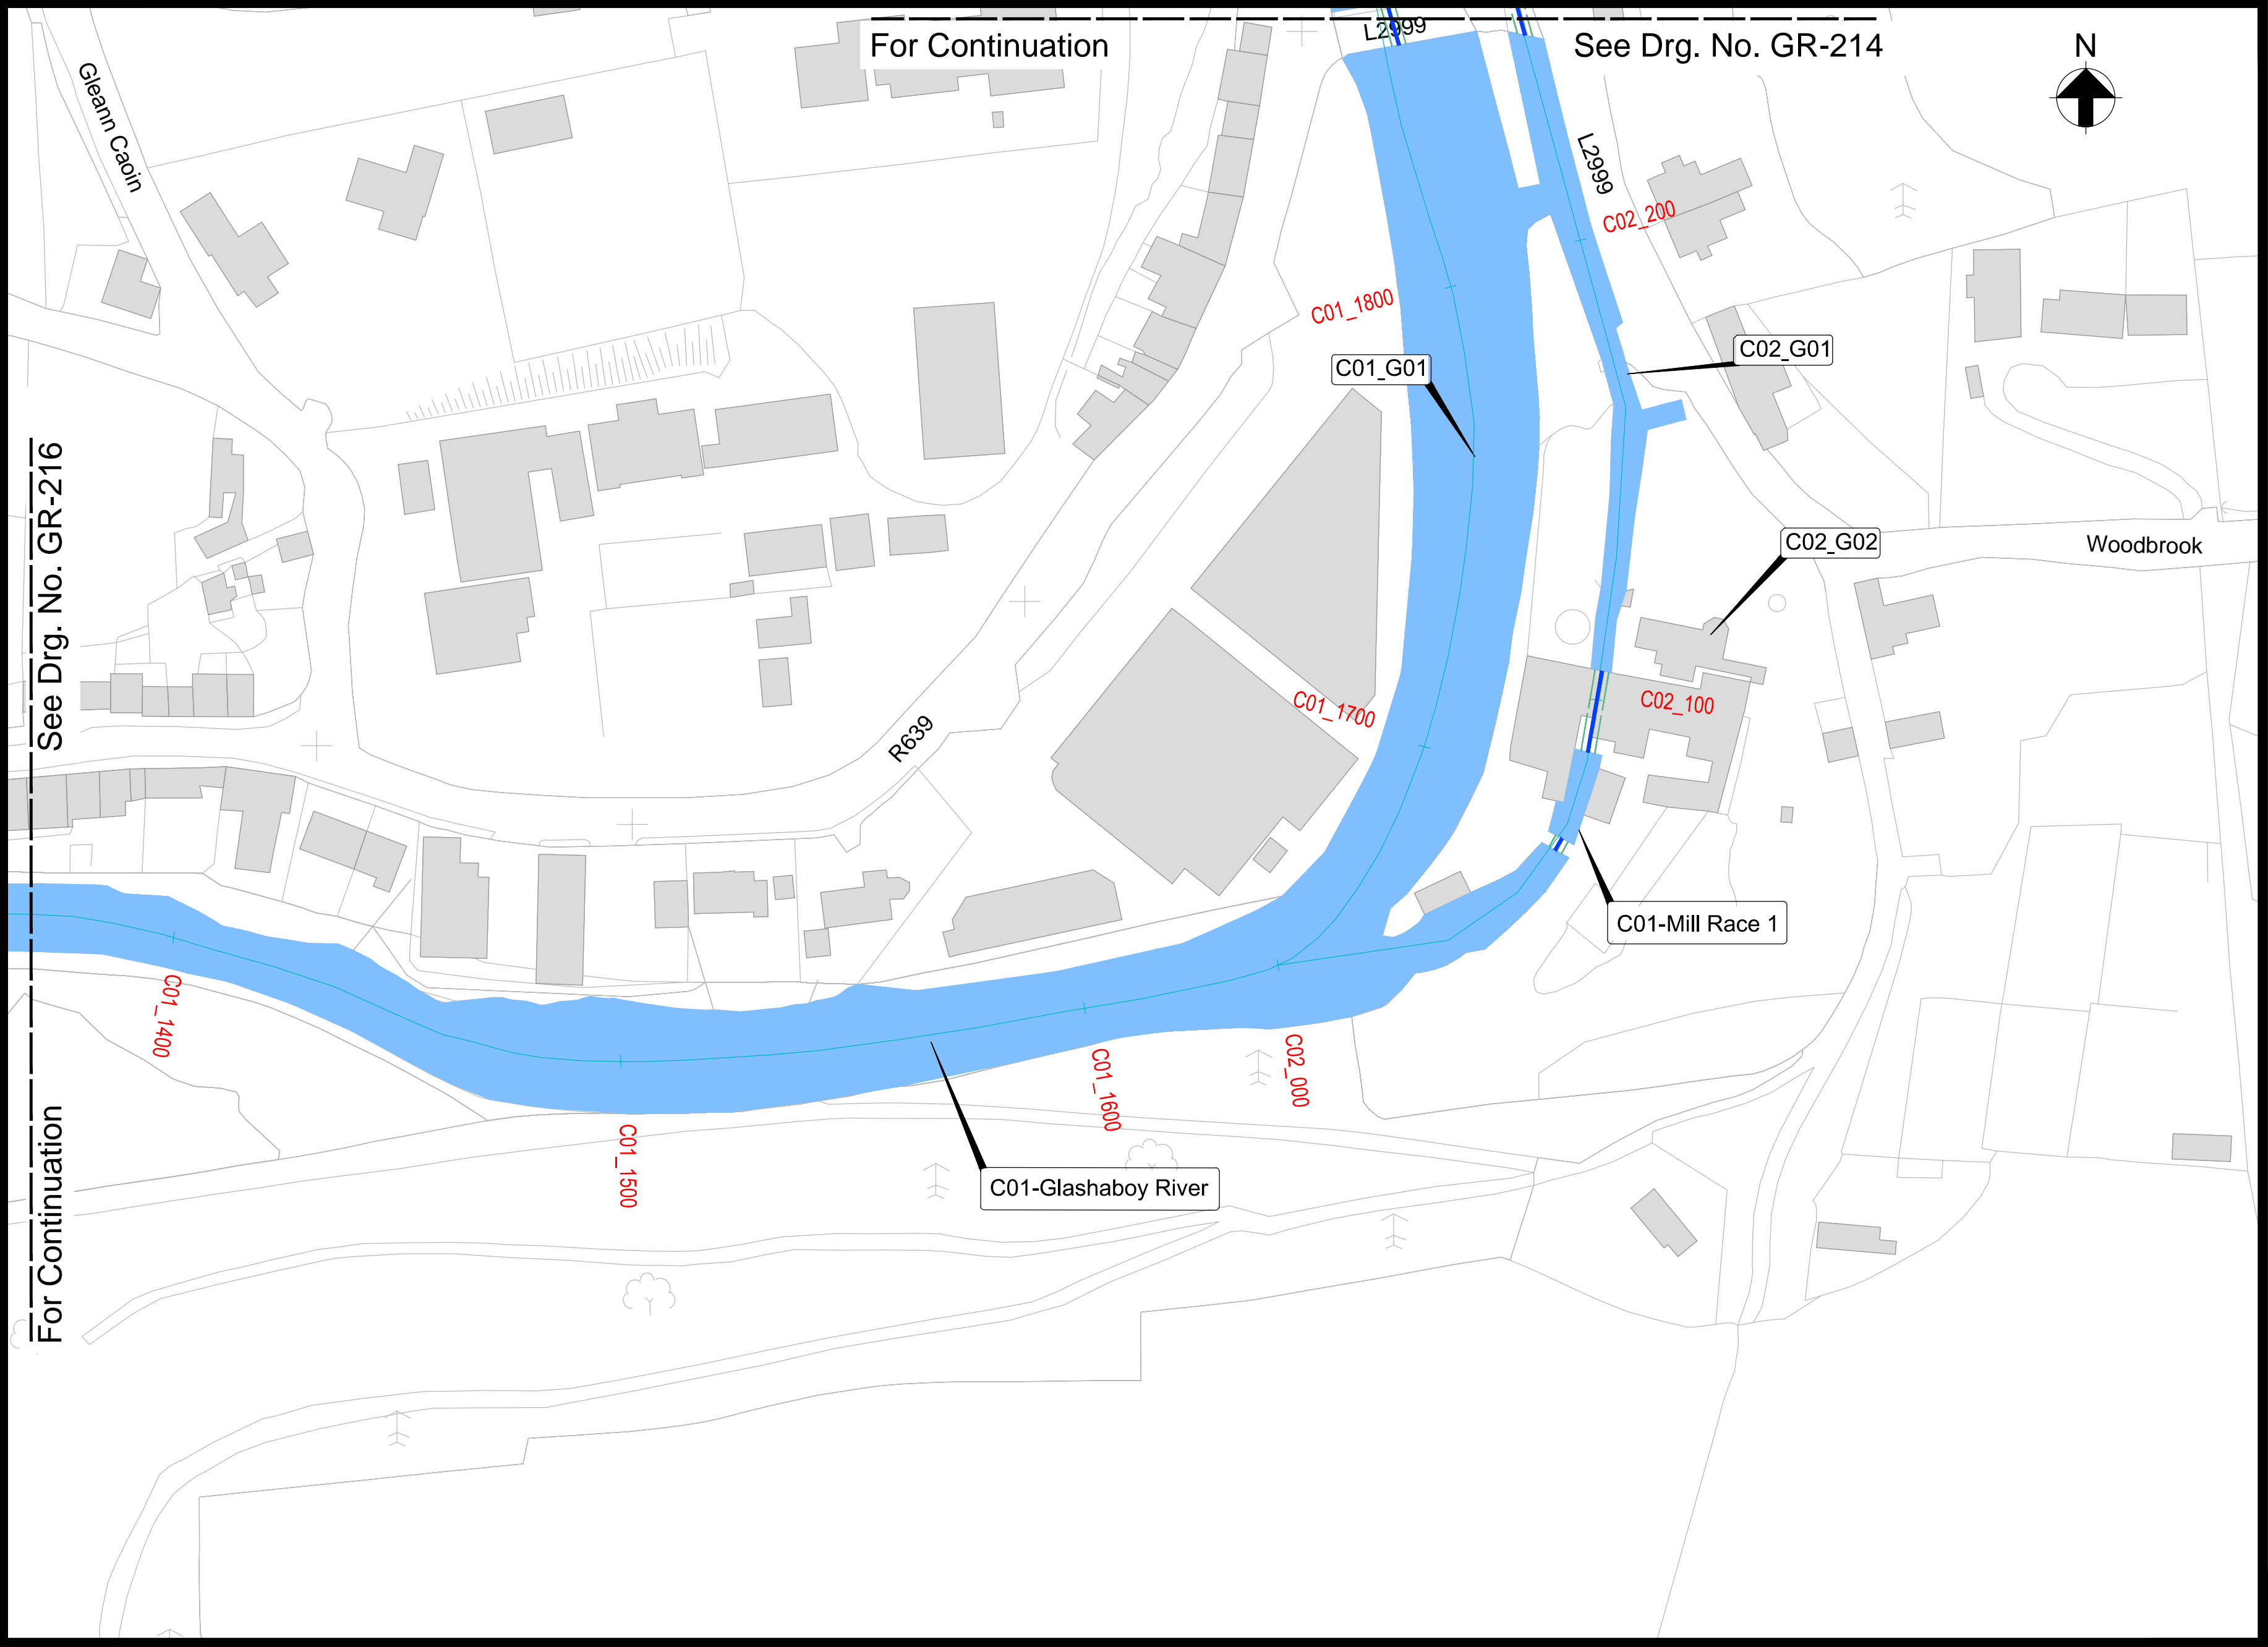 L2999
For Continuation
See Drg. No. GR-214
N
Gleann Caoin
L2999
C02_200
C01_1800
C02_G01
C01_G01
See Drg. No. GR-216
C02_G02
Woodbrook
C02_100
C01_1700
R639
C01-Mill Race 1
C01_1400
C02_000
C01_1600
C01_1500
C01-Glashaboy River
For Continuation